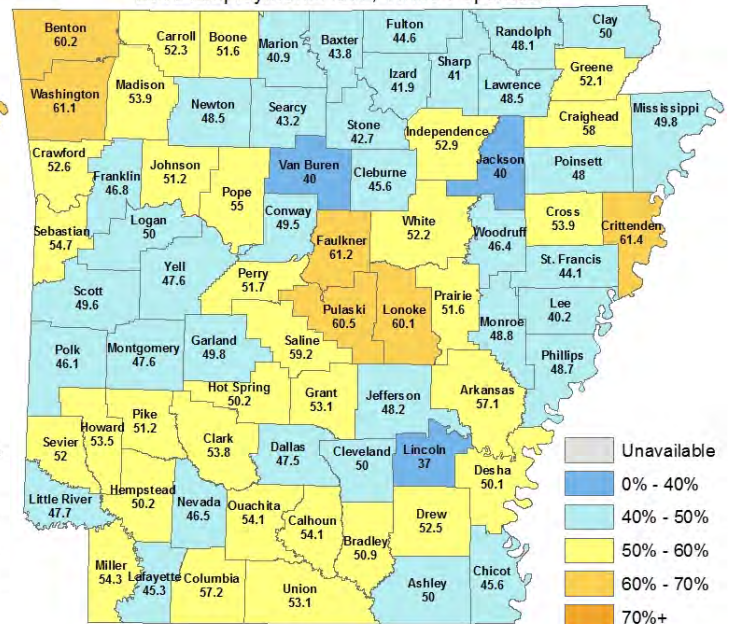 Benton
60.2
Carroll
52.3
Boone
51.6
Marion
40.9
Baxter
43.8
Fulton
44.6
Randolph
48.1
Clay
50
Washington
61.1
Madison
53.9
Newton
48.5
Searcy
43.2
Stone
42.7
Izard
41.9
Sharp
41
Lawrence
48.5
Greene
52.1
Craighead
58
Mississippi
49.8
Crawford
52.6
Franklin
46.8
Johnson
51.2
Pope
55
Van Buren
40
Cleburne
45.6
Independence
52.9
Jackson
40
Poinsett
48
Sebastian
54.7
Logan
50
Conway
49.5
Faulkner
61.2
White
52.2
Woodruff
46.4
Cross
53.9
Crittenden
61.4
Scott
49.6
Yell
47.6
Perry
51.7
Pulaski
60.5
Lonoke
60.1
Prairie
51.6
St. Francis
44.1
Lee
40.2
Monroe
48.8
Phillips
48.7
Polk
46.1
Montgomery
47.6
Garland
49.8
Saline
59.2
Hot Spring
50.2
Grant
53.1
Jefferson
48.2
Arkansas
57.1
Sevier
52
Howard
53.5
Pike
51.2
Clark
53.8
Dallas
47.5
Cleveland
50
Lincoln
37
Desha
50.1
Little River
47.7
Hempstead
50.2
Nevada
46.5
Ouachita
54.1
Calhoun
54.1
Bradley
50.9
Drew
52.5
Miller
54.3
Lafayette
45.3
Columbia
57.2
Union
53.1
Ashley
50
Chicot
45.6
Unavailable
0% - 40%
40% - 50%
50% - 60%
60% - 70%
70%+